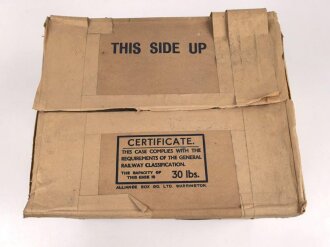 THIS SIDE UP
CERTIFICATE.
THIS CASE COMPLIES WITH THE
REQUIREMENTS OF THE GENERAL
RAILWAY CLASSIFICATION.
THE CAPACITY OF
THIS CASE IS 30 lbs.
ALLIANCE BOX CO. LTD. WARRINGTON.